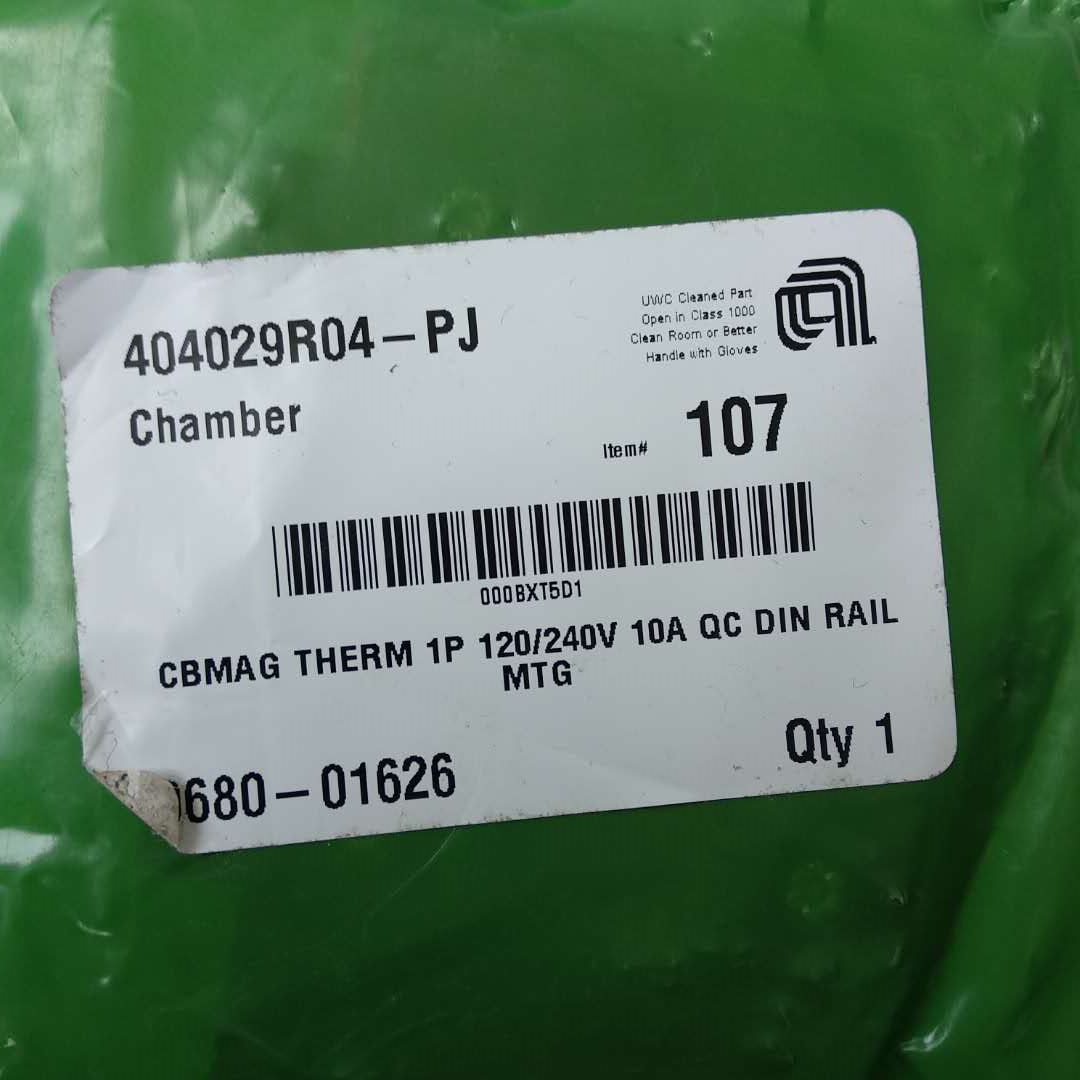 404029R04-PJ
UWC Cleaned Part
Open in Class 1000
Clean Room or Better
Handle with Gloves
Chamber
Item# 107
000BXT5D1
CBMAG THERM 1P 120/240V 10A QC DIN RAIL
MTG
680-01626
Qty 1